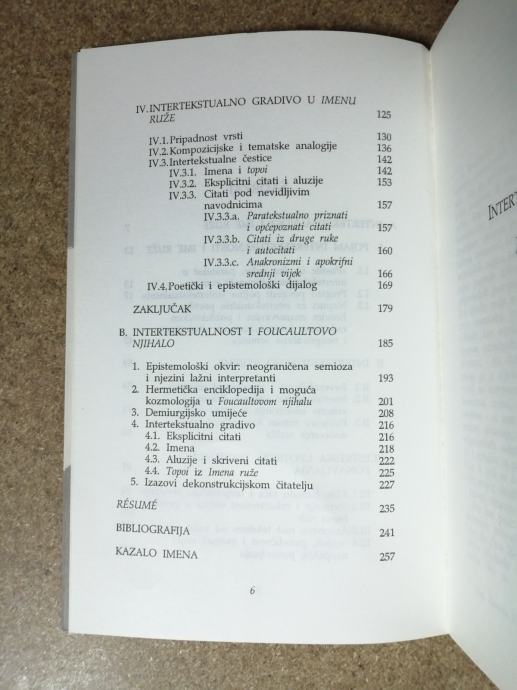 IV.INTERTEKSTUALNO GRADIVO U IMENU
RUŽE 125
IV.1.Pripadnost vrsti 130
IV.2.Kompozicijske i tematske analogije 136
IV.3.Intertekstualne čestice 142
IV.3.1. Imena i topoi 142
IV.3.2. Eksplicitni citati i aluzije 153
IV.3.3. Citati pod nevidljivim
navodnicima 157
IV.3.3.a. Paratekstualno priznati
i općepoznati citati 157
IV.3.3.b. Citati iz druge ruke
i autocitati 160
IV.3.3.c. Anakronizmi i apokrifni
srednji vijek 166
IV.4.Poetički i epistemološki dijalog 169
ZAKLJUČAK 179
B. INTERTEKSTUALNOST I FOUCAULTOVO
NJIHALO 185
1. Epistemološki okvir: neograničena semioza
i njezini lažni interpretanti 193
2. Hermetička enciklopedija i moguća
kozmologija u Foucaultovom njihalu 201
3. Demiurgijsko umijeće 208
4. Intertekstualno gradivo 216
4.1. Eksplicitni citati 216
4.2. Imena 218
4.3. Aluzije i skriveni citati 222
4.4. Topoi iz Imena ruže 225
5. Izazovi dekonstrukcijskom čitatelju 227
RÉSUMÉ 235
BIBLIOGRAFIJA 241
KAZALO IMENA 257
6